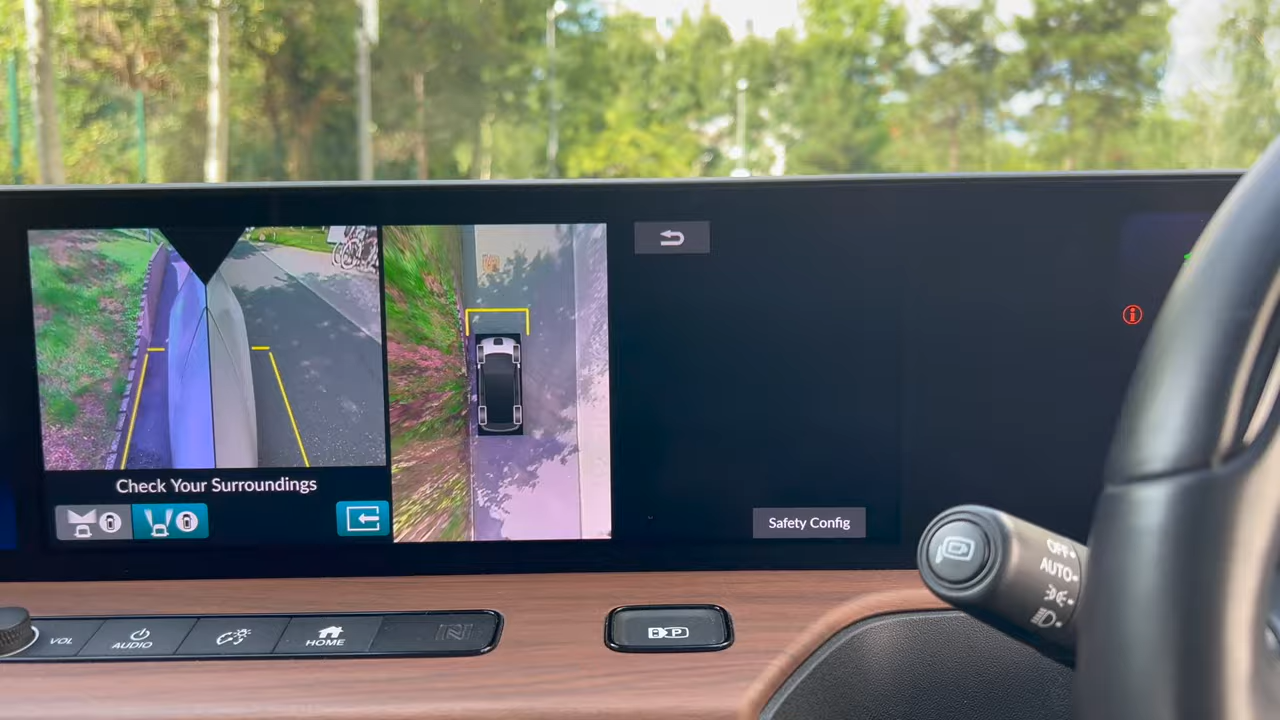 Check Your Surroundings
Safety Config
OFF
AUTO
VOL
AUDIO
HOME
P